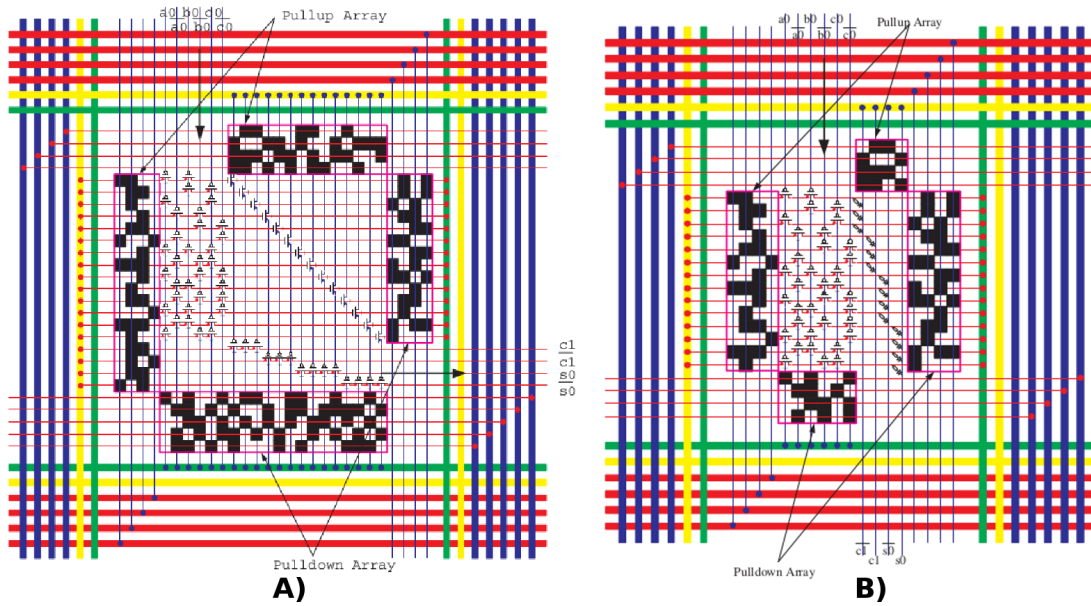 a0 b0 c0
a0 b0 c0
Pullup Array
c1
c1
s0
s0
Pulldown Array
A)
a0 b0 c0
a0 b0 c0
Pullup Array
c1 s0
c1 s0
Pulldown Array
B)